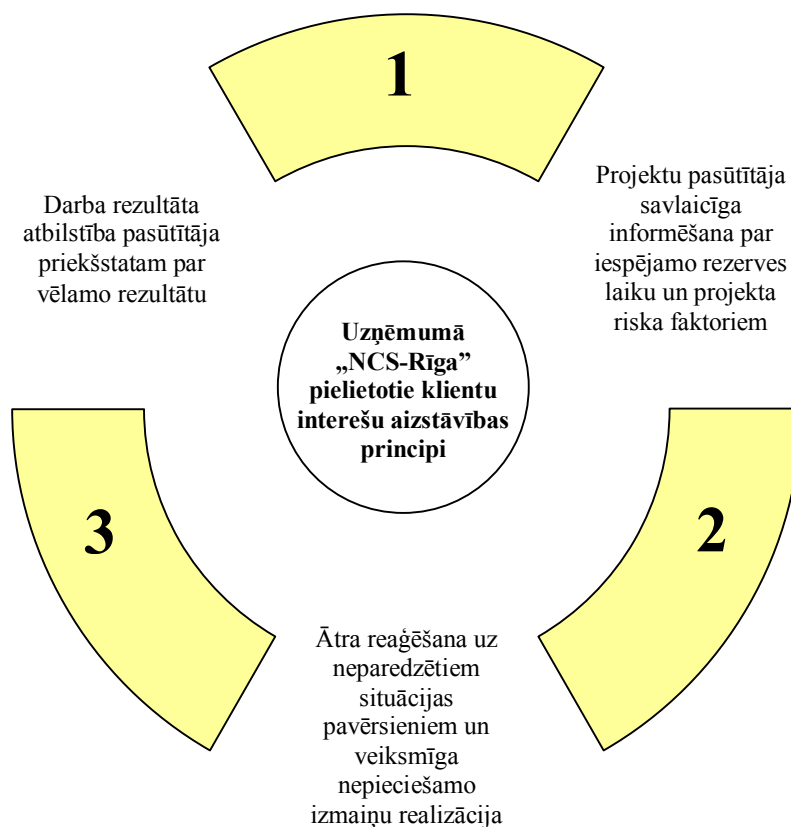 1
Darba rezultāta
atbilstība pasūtītāja
priekšstatam par
vēlamo rezultātu
Projektu pasūtītāja
savlaicīga
informēšana par
iespējamo rezerves
laiku un projekta
riska faktoriem
Uzņēmumā
„NCS-Rīga”
pielietotie klientu
interešu aizstāvības
principi
3
2
Ātra reaģēšana uz
neparedzētiem
situācijas
pavērsieniem un
veiksmīga
nepieciešamo
izmaiņu realizācija